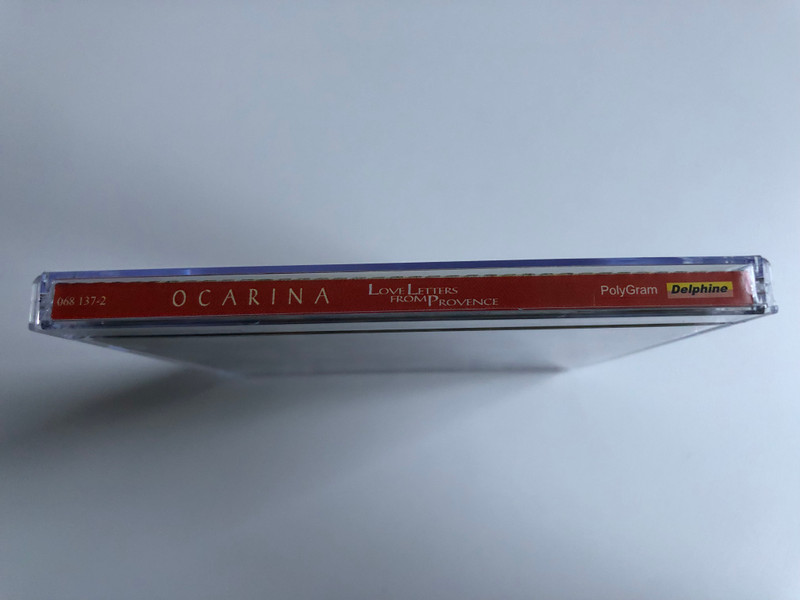 068 137-2
OCARINA
LOVE LETTERS
FROM PROVENCE
PolyGram
Delphine